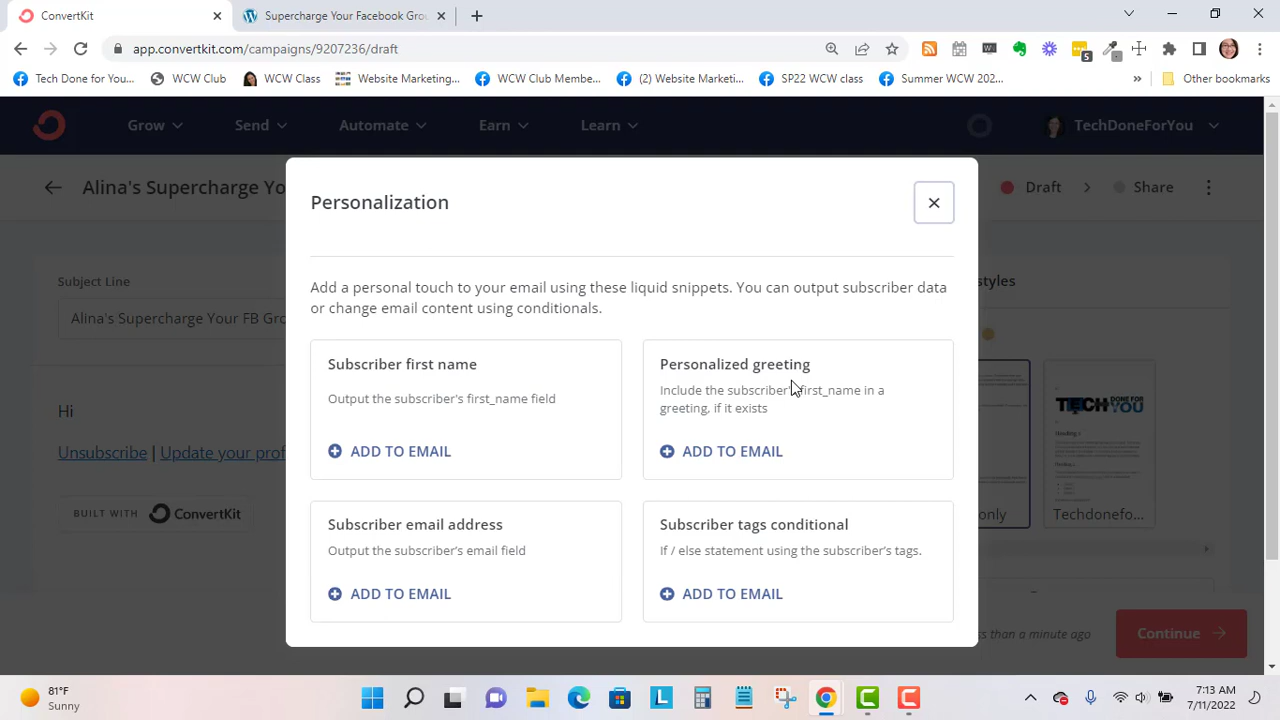 ConvertKit
Supercharge Your Facebook Gro
app.convertkit.com/campaigns/9207236/draft
5
Tech Done for You...
WCW Club
WCW Class
Website Marketing...
WCW Club Membe...
(2) Website Marketi...
SP22 WCW class
Summer WCW 202...
»
Other bookmarks
Grow
Send
Automate
Earn
Learn
TechDoneForYou
Alina's Supercharge Yo
Draft
Share
Personalization
Add a personal touch to your email using these liquid snippets. You can output subscriber data
or change email content using conditionals.
Subject Line
Alina's Supercharge Your FB Gro
Hi
Unsubscribe | Update your prof
BUILT WITH ConvertKit
Subscriber first name
Output the subscriber's first_name field
ADD TO EMAIL
Personalized greeting
Include the subscriber' first_name in a
greeting, if it exists
ADD TO EMAIL
Subscriber email address
Output the subscriber's email field
ADD TO EMAIL
Subscriber tags conditional
If / else statement using the subscriber's tags.
ADD TO EMAIL
styles
TECH DONE FOR YOU
Heading 1
only
Techdonefo...
ss than a minute ago
Continue
81°F
Sunny
7:13 AM
7/11/2022